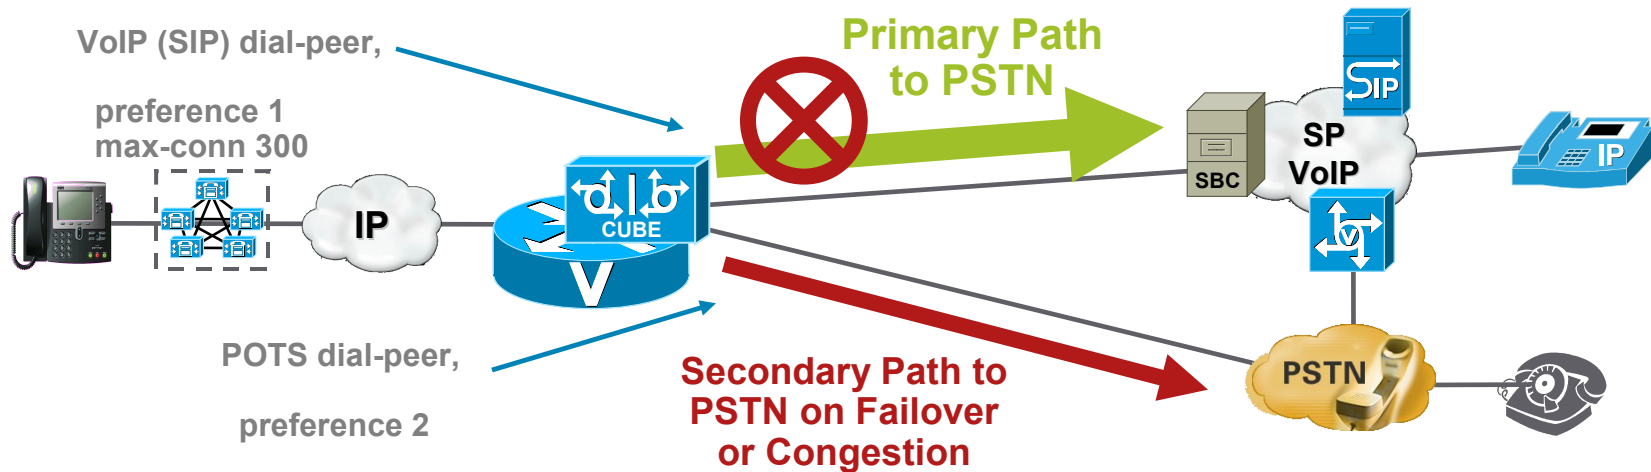 VoIP (SIP) dial-peer,
preference 1
max-conn 300
Primary Path
to PSTN
SIP
SP
VoIP
SBC
IP
IP
CUBE
V
V
POTS dial-peer,
preference 2
Secondary Path to
PSTN on Failover
or Congestion
PSTN